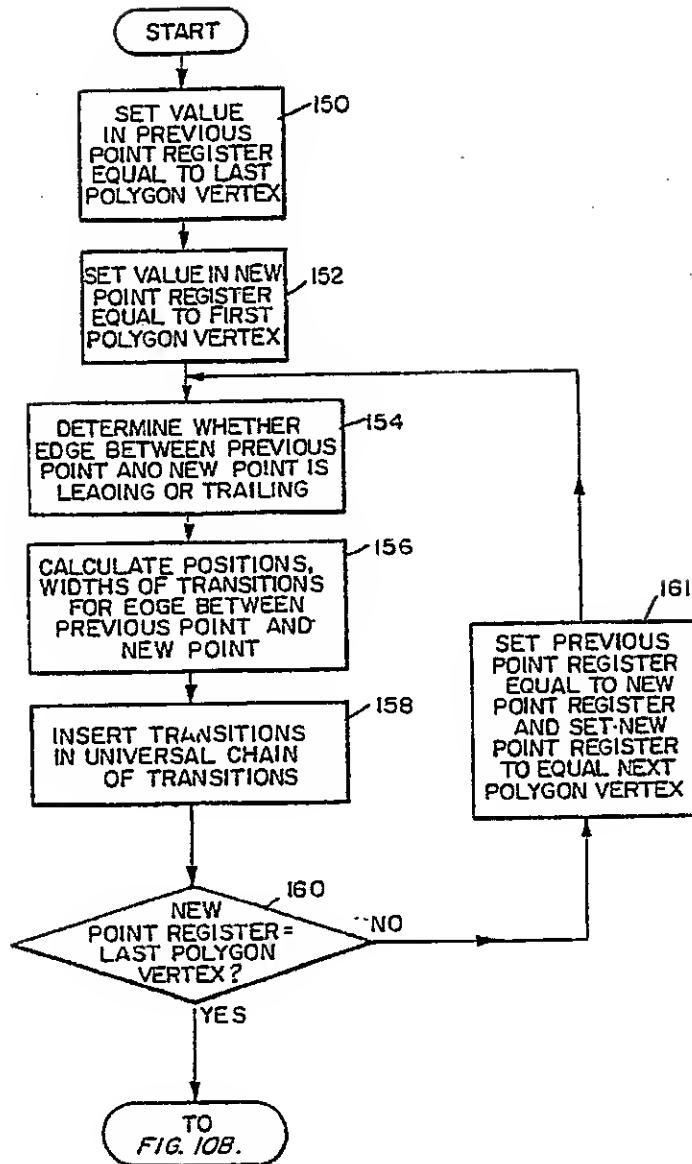 START
150
SET VALUE
IN PREVIOUS
POINT REGISTER
EQUAL TO LAST
POLYGON VERTEX
152
SET VALUE IN NEW
POINT REGISTER
EQUAL TO FIRST
POLYGON VERTEX
154
DETERMINE WHETHER
EDGE BETWEEN PREVIOUS
POINT AND NEW POINT IS
LEADING OR TRAILING
156
CALCULATE POSITIONS,
WIDTHS OF TRANSITIONS
FOR EDGE BETWEEN
PREVIOUS POINT AND
NEW POINT
158
INSERT TRANSITIONS
IN UNIVERSAL CHAIN
OF TRANSITIONS
160
NEW
POINT REGISTER =
LAST POLYGON
VERTEX?
NO
YES
161
SET PREVIOUS
POINT REGISTER
EQUAL TO NEW
POINT REGISTER
AND SET NEW
POINT REGISTER
TO EQUAL NEXT
POLYGON VERTEX
TO
FIG. 10B.